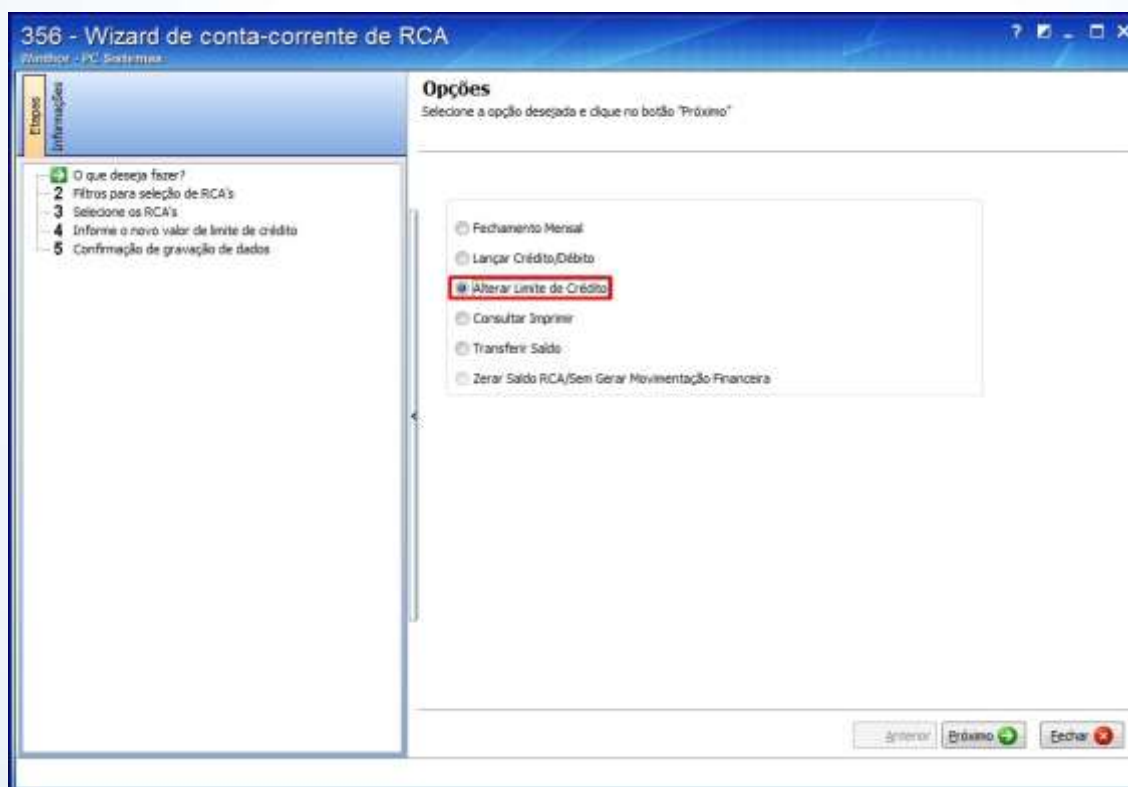 356 - Wizard de conta-corrente de RCA
Winthor - PC Sistemas
Etapas
Informações
O que deseja fazer?
2 Filtros para seleção de RCA's
3 Selecione os RCA's
4 Informe o novo valor de limite de crédito
5 Confirmação de gravação de dados
Opções
Selecione a opção desejada e clique no botão "Próximo"
Fechamento Mensal
Lançar Crédito/Débito
Alterar Limite de Crédito
Consultar Imprimir
Transferir Saldo
Zerar Saldo RCA/Sem Gerar Movimentação Financeira
Anterior Próximo Fechar